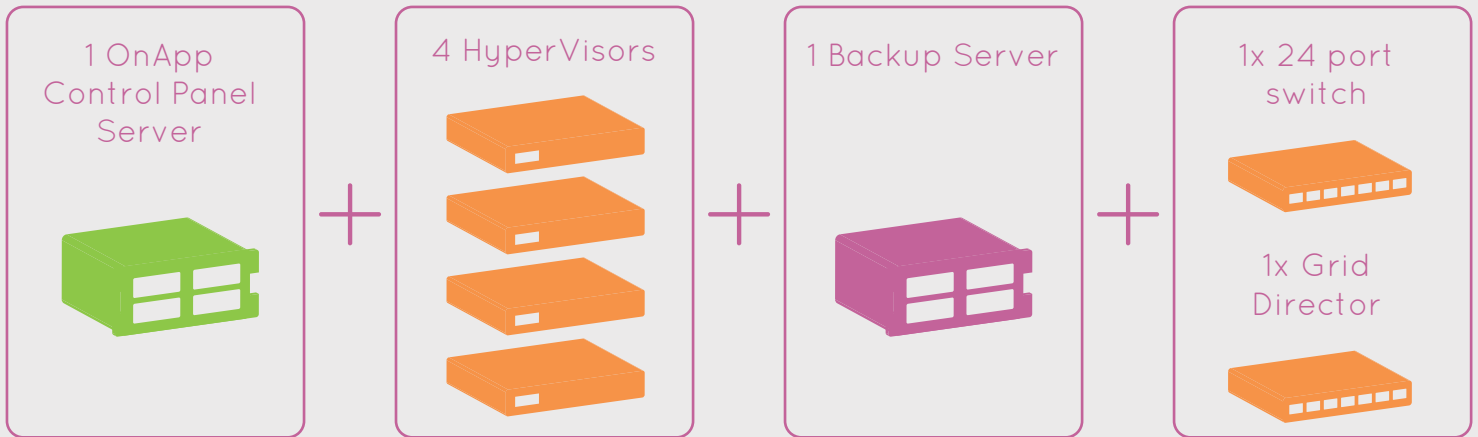 1 OnApp
Control Panel
Server
4 HyperVisors
1 Backup Server
1x 24 port
switch
1x Grid
Director